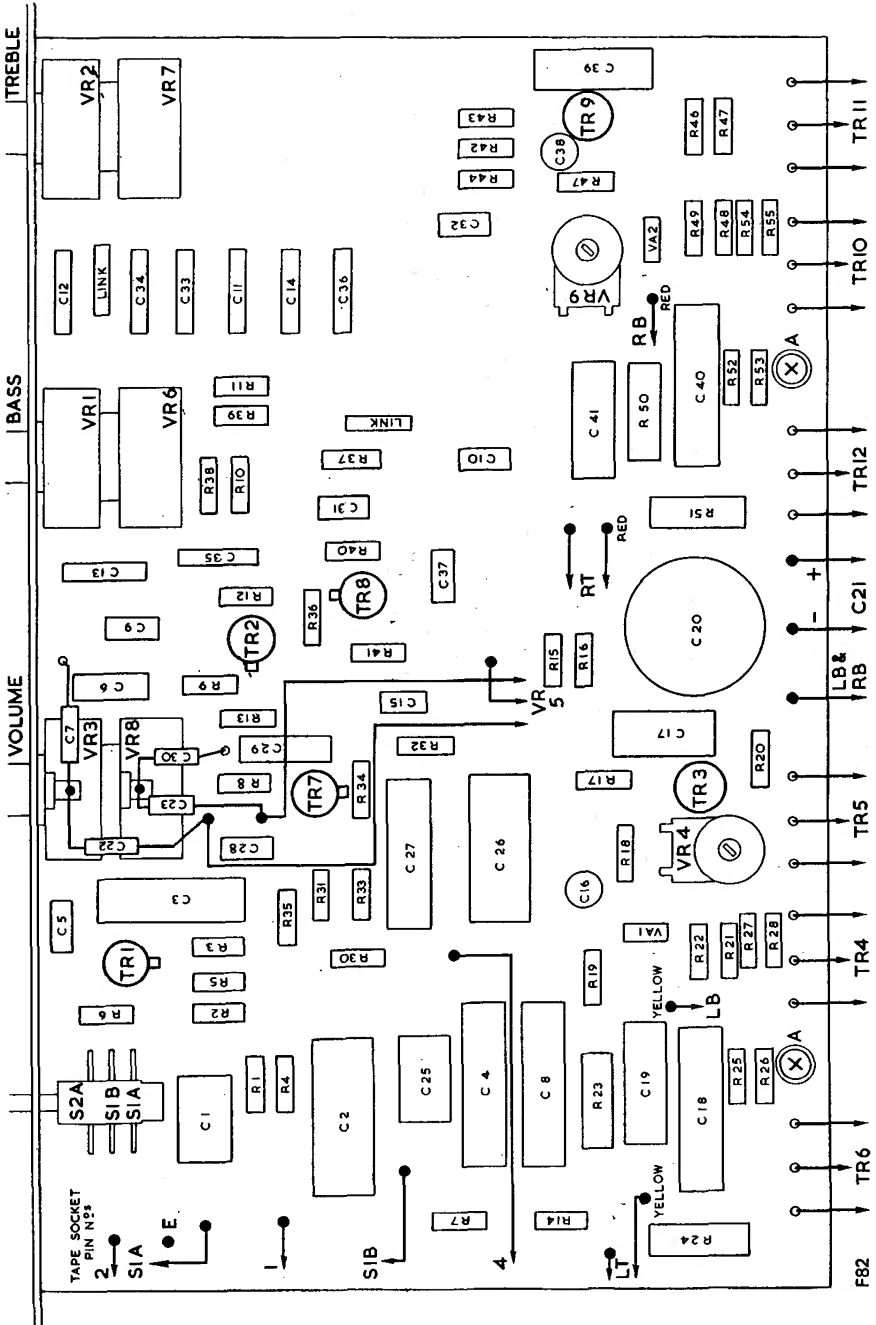 VOLUME
BASS
TREBLE
TAPE SOCKET
PIN Nos
2
S1A
E
1
S1B
4
LT
YELLOW
S2A
S1B
S1A
R6
C5
TR1
C3
C7
C22
VR3
VR8
C30
C23
C6
C9
C13
VR1
VR6
C12
LINK
C34
C33
C11
C14
C36
VR2
VR7
C1
R2
R5
R3
R1
R4
C2
C28
R8
R13
C29
R9
R12
TR2
C35
R38
R10
R39
R11
R35
R31
R33
R30
TR7
R34
R36
TR8
R40
R41
C31
R37
LINK
C25
C4
C27
R32
C15
C37
C10
C32
R44
R42
R43
R7
C8
C26
R14
R19
C16
R18
R17
VR
5
R15
R16
RT
RED
C41
R50
RB
RED
VR9
VA2
R47
C38
TR9
C39
R23
C19
YELLOW
LB
VA1
VR4
TR3
C17
C20
R51
C40
R24
C18
R25
R26
A
R22
R21
R27
R28
R20
R52
R53
A
R49
R48
R54
R55
R46
R47
-
+
F82
TR6
TR4
TR5
LB&
RB
C21
TR12
TR10
TR11